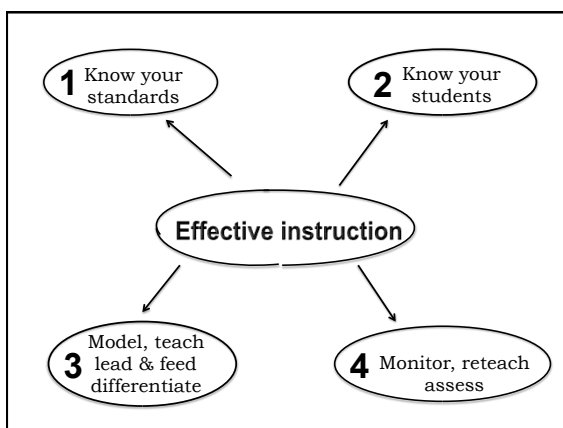 1 Know your
standards
2 Know your
students
Effective instruction
Model, teach
3 lead & feed
differentiate
4 Monitor, reteach
assess